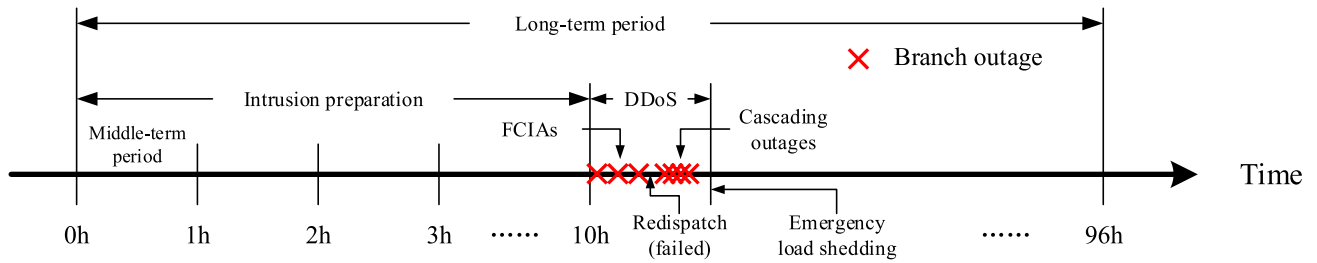 Long-term period
Branch outage
Intrusion preparation
DDoS
FCIAs
Cascading
outages
Middle-term
period
Time
0h
1h
2h
3h
......
10h
Redispatch
(failed)
Emergency
load shedding
......
96h